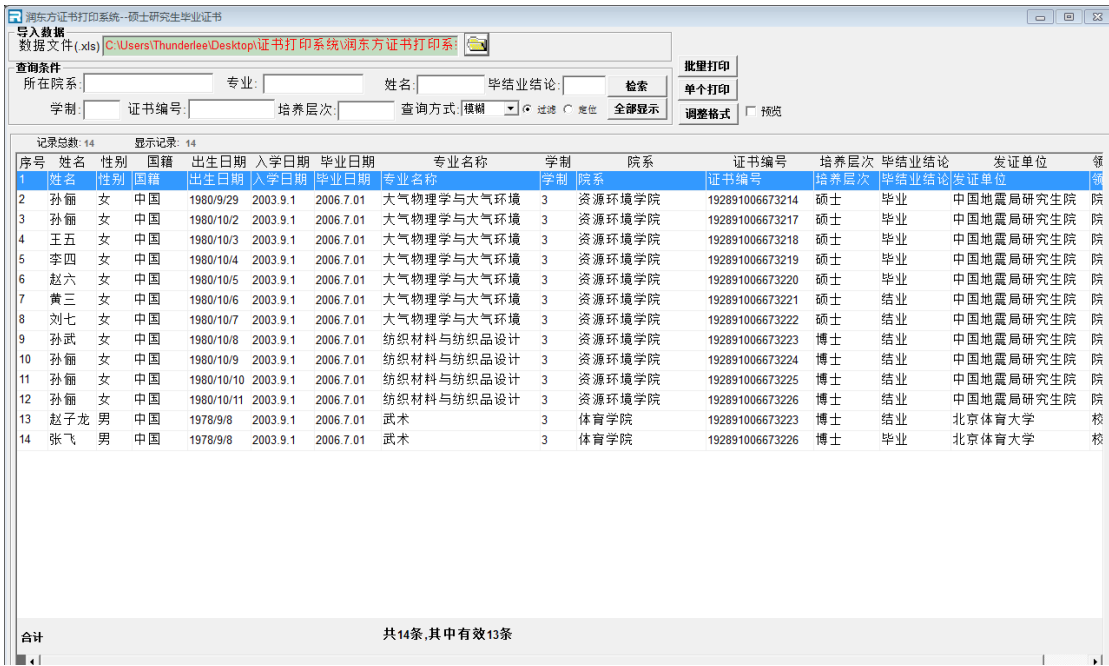 润东方证书打印系统--硕士研究生毕业证书
导入数据
数据文件(.xls) C:\Users\Thunderlee\Desktop\证书打印系统\润东方证书打印系
查询条件
所在院系: 专业: 姓名: 毕结业结论: 检索
学制: 证书编号: 培养层次: 查询方式: 模糊 过滤 定位 全部显示
批量打印
单个打印
调整格式 预览
记录总数: 14 显示记录: 14
序号 姓名 性别 国籍 出生日期 入学日期 毕业日期 专业名称 学制 院系 证书编号 培养层次 毕结业结论 发证单位 领
1 姓名 性别 国籍 出生日期 入学日期 毕业日期 专业名称 学制 院系 证书编号 培养层次 毕结业结论 发证单位 领
2 孙俪 女 中国 1980/9/29 2003.9.1 2006.7.01 大气物理学与大气环境 3 资源环境学院 192891006673214 硕士 毕业 中国地震局研究生院 院
3 孙俪 女 中国 1980/10/2 2003.9.1 2006.7.01 大气物理学与大气环境 3 资源环境学院 192891006673217 硕士 毕业 中国地震局研究生院 院
4 王五 女 中国 1980/10/3 2003.9.1 2006.7.01 大气物理学与大气环境 3 资源环境学院 192891006673218 硕士 毕业 中国地震局研究生院 院
5 李四 女 中国 1980/10/4 2003.9.1 2006.7.01 大气物理学与大气环境 3 资源环境学院 192891006673219 硕士 毕业 中国地震局研究生院 院
6 赵六 女 中国 1980/10/5 2003.9.1 2006.7.01 大气物理学与大气环境 3 资源环境学院 192891006673220 硕士 毕业 中国地震局研究生院 院
7 黄三 女 中国 1980/10/6 2003.9.1 2006.7.01 大气物理学与大气环境 3 资源环境学院 192891006673221 硕士 结业 中国地震局研究生院 院
8 刘七 女 中国 1980/10/7 2003.9.1 2006.7.01 大气物理学与大气环境 3 资源环境学院 192891006673222 硕士 结业 中国地震局研究生院 院
9 孙武 女 中国 1980/10/8 2003.9.1 2006.7.01 纺织材料与纺织品设计 3 资源环境学院 192891006673223 博士 结业 中国地震局研究生院 院
10 孙俪 女 中国 1980/10/9 2003.9.1 2006.7.01 纺织材料与纺织品设计 3 资源环境学院 192891006673224 博士 结业 中国地震局研究生院 院
11 孙俪 女 中国 1980/10/10 2003.9.1 2006.7.01 纺织材料与纺织品设计 3 资源环境学院 192891006673225 博士 结业 中国地震局研究生院 院
12 孙俪 女 中国 1980/10/11 2003.9.1 2006.7.01 纺织材料与纺织品设计 3 资源环境学院 192891006673226 博士 结业 中国地震局研究生院 院
13 赵子龙 男 中国 1978/9/8 2003.9.1 2006.7.01 武术 3 体育学院 192891006673223 博士 结业 北京体育大学 校
14 张飞 男 中国 1978/9/8 2003.9.1 2006.7.01 武术 3 体育学院 192891006673226 博士 毕业 北京体育大学 校
合计 共14条,其中有效13条